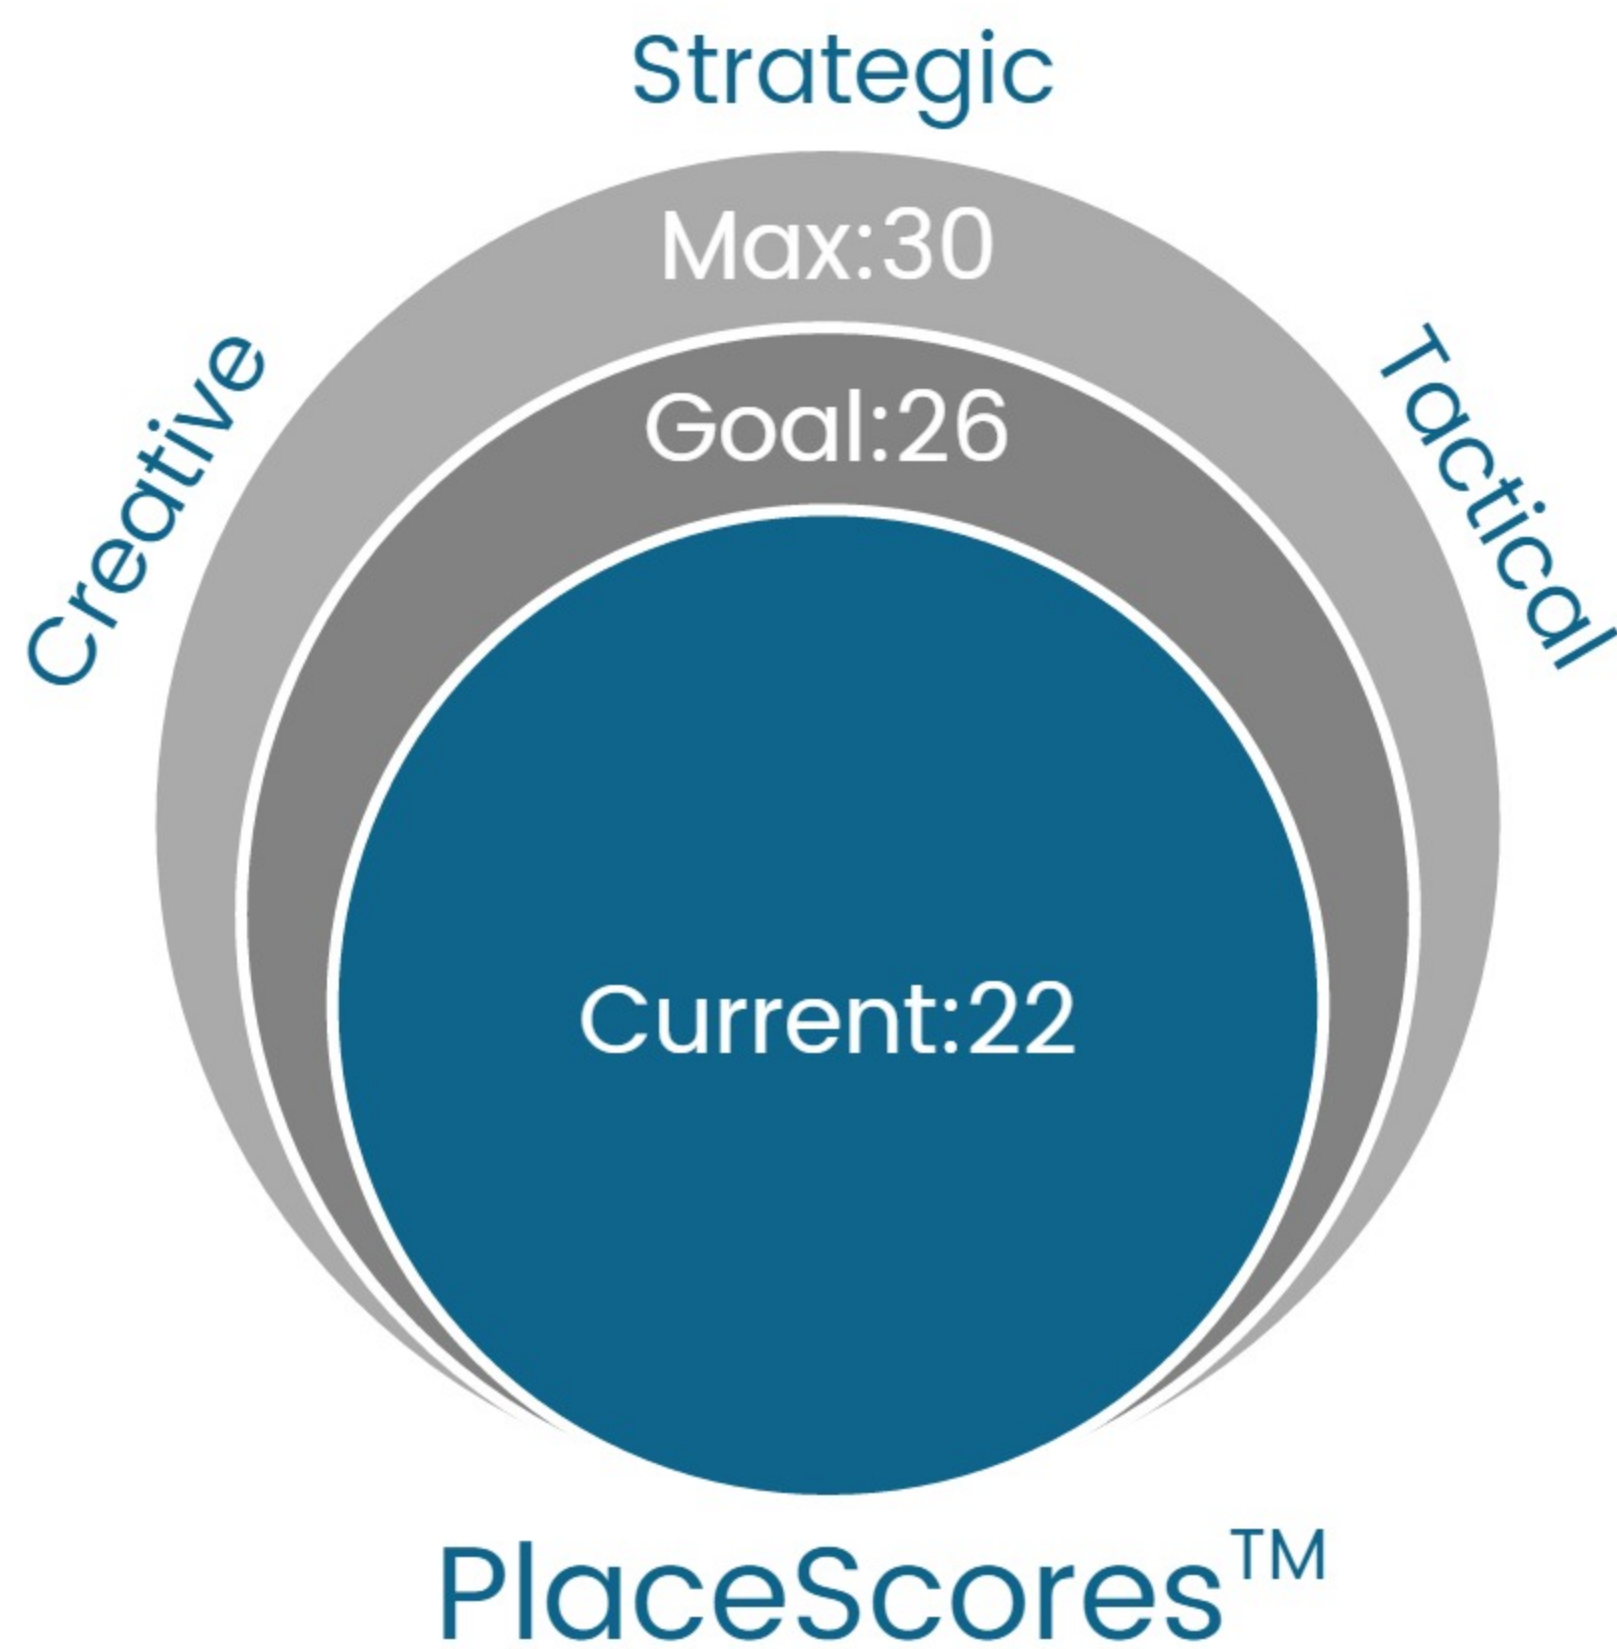 Strategic
Max:30
Creative
Tactical
Goal:26
Current:22
PlaceScores™